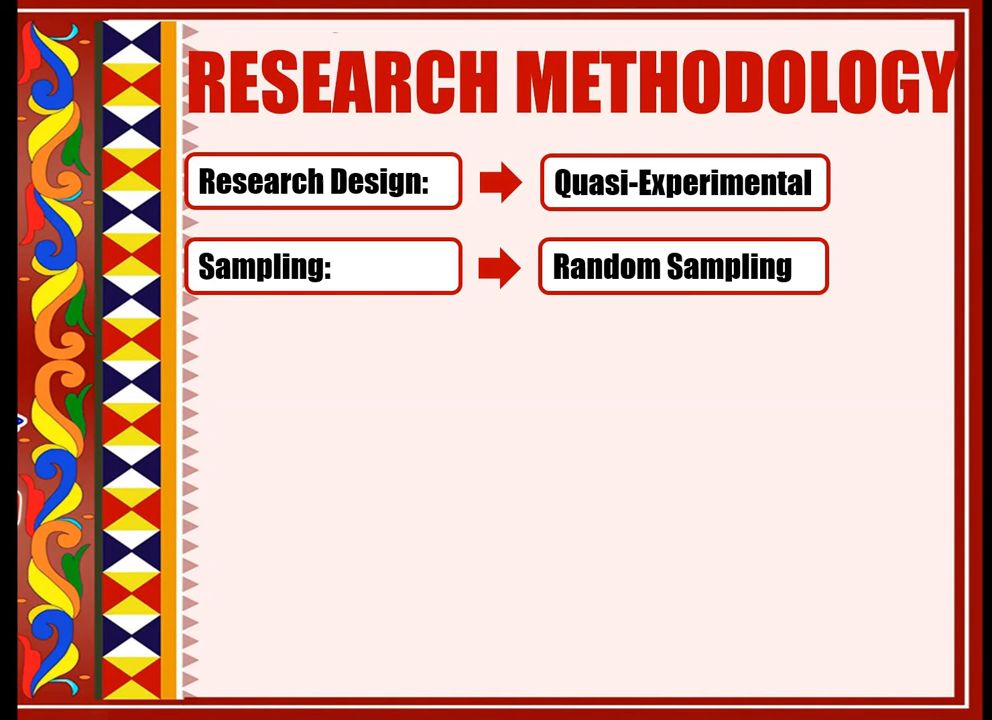 RESEARCH METHODOLOGY
Research Design: Quasi-Experimental
Sampling: Random Sampling